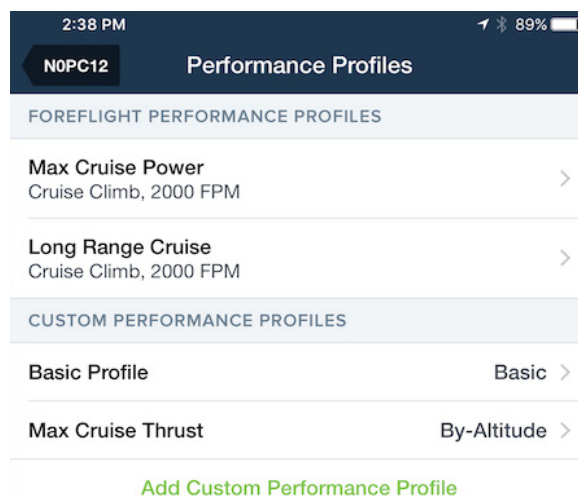 2:38 PM 89%
N0PC12 Performance Profiles
FOREFLIGHT PERFORMANCE PROFILES
Max Cruise Power
Cruise Climb, 2000 FPM
Long Range Cruise
Cruise Climb, 2000 FPM
CUSTOM PERFORMANCE PROFILES
Basic Profile Basic
Max Cruise Thrust By-Altitude
Add Custom Performance Profile